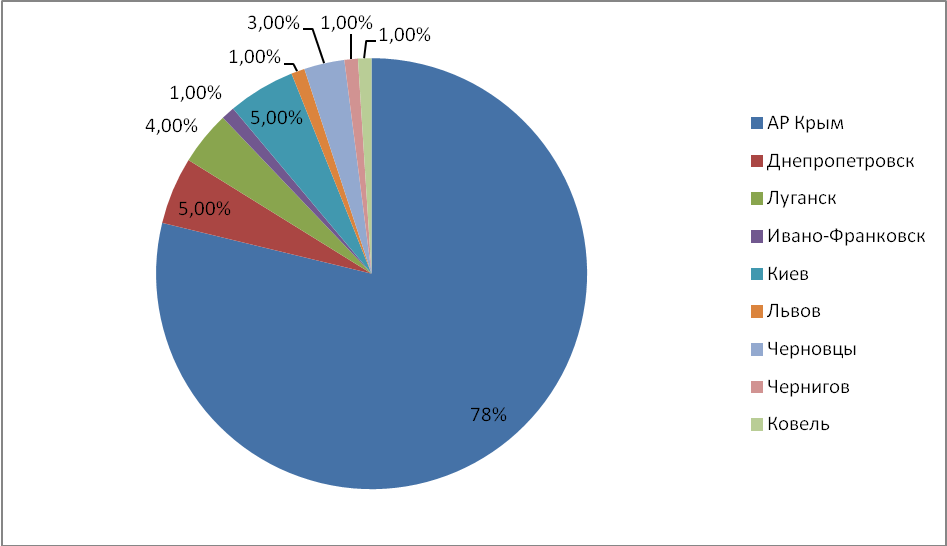 3,00%
1,00%
1,00%
1,00%
1,00%
4,00%
5,00%
5,00%
78%
АР Крым
Днепропетровск
Луганск
Ивано-Франковск
Киев
Львов
Черновцы
Чернигов
Ковель